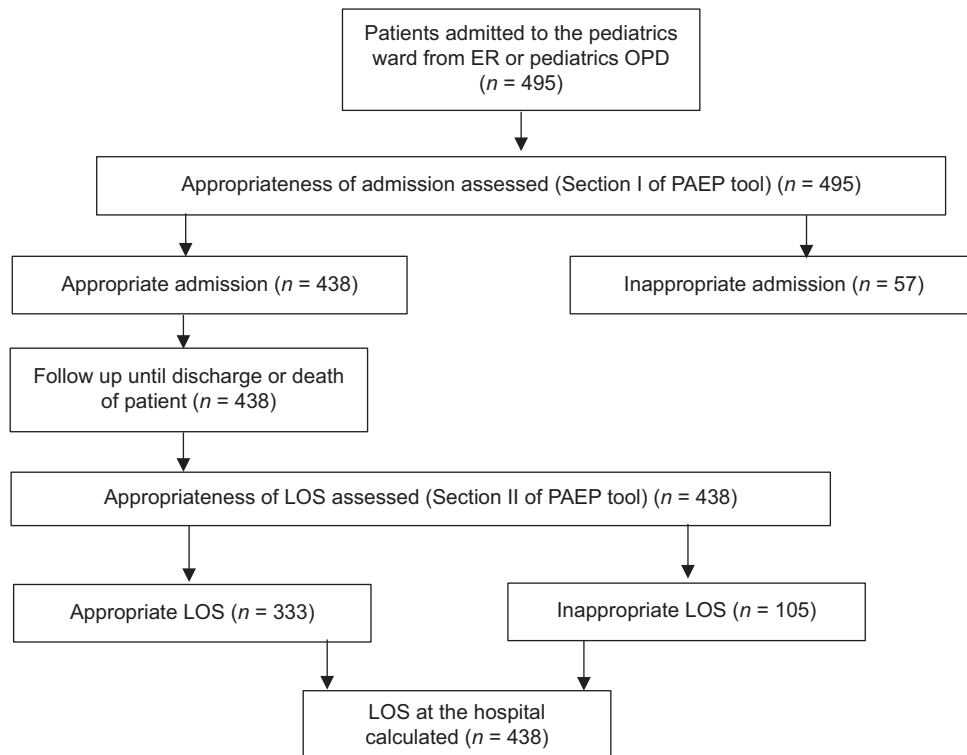 Patients admitted to the pediatrics
ward from ER or pediatrics OPD
(n = 495)
Appropriateness of admission assessed (Section I of PAEP tool) (n = 495)
Appropriate admission (n = 438)
Inappropriate admission (n = 57)
Follow up until discharge or death
of patient (n = 438)
Appropriateness of LOS assessed (Section II of PAEP tool) (n = 438)
Appropriate LOS (n = 333)
Inappropriate LOS (n = 105)
LOS at the hospital
calculated (n = 438)